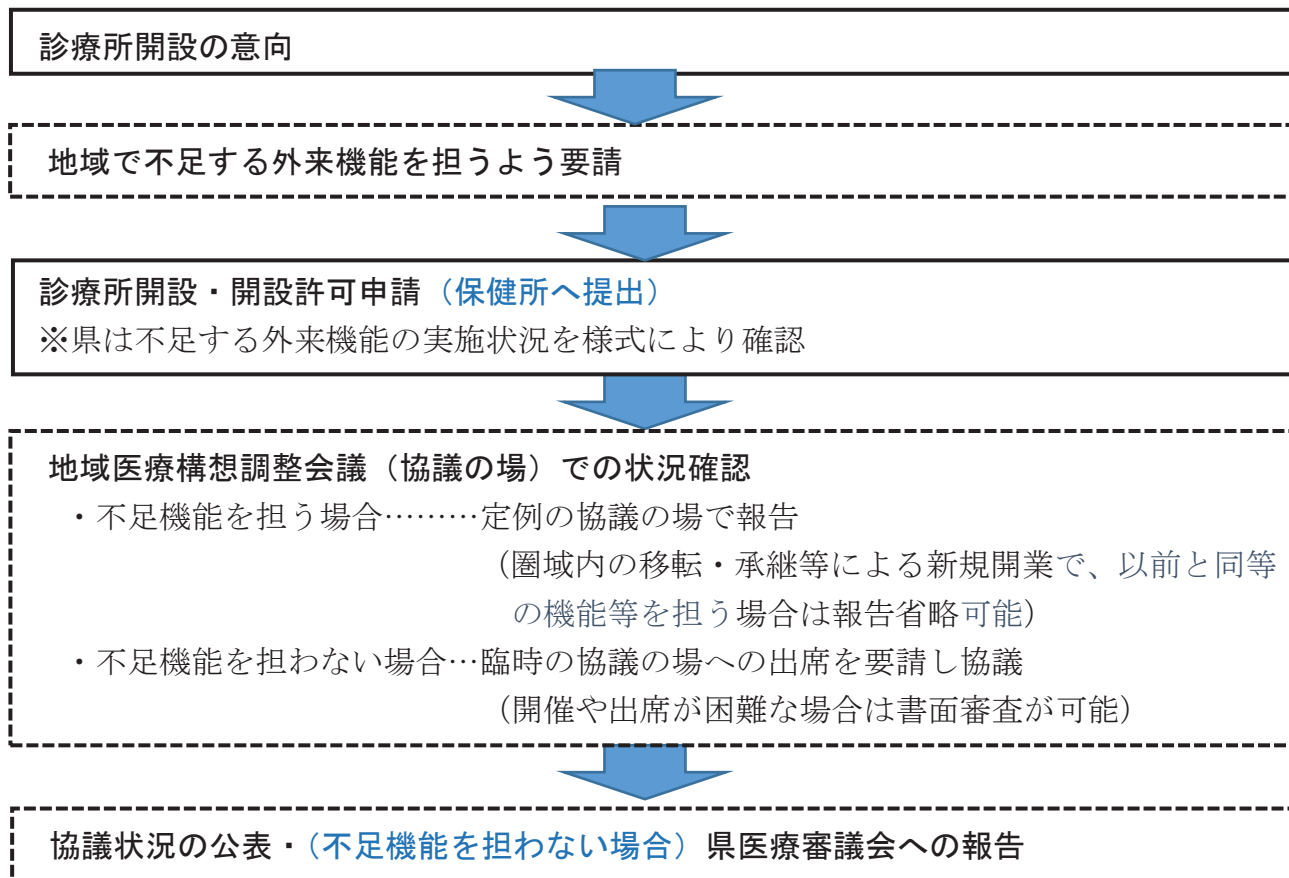 診療所開設の意向
地域で不足する外来機能を担うよう要請
診療所開設・開設許可申請（保健所へ提出）
※県は不足する外来機能の実施状況を様式により確認
地域医療構想調整会議（協議の場）での状況確認
・不足機能を担う場合………定例の協議の場で報告
（圏域内の移転・承継等による新規開業で、以前と同等
の機能等を担う場合は報告省略可能）
・不足機能を担わない場合…臨時の協議の場への出席を要請し協議
（開催や出席が困難な場合は書面審査が可能）
協議状況の公表・（不足機能を担わない場合）県医療審議会への報告